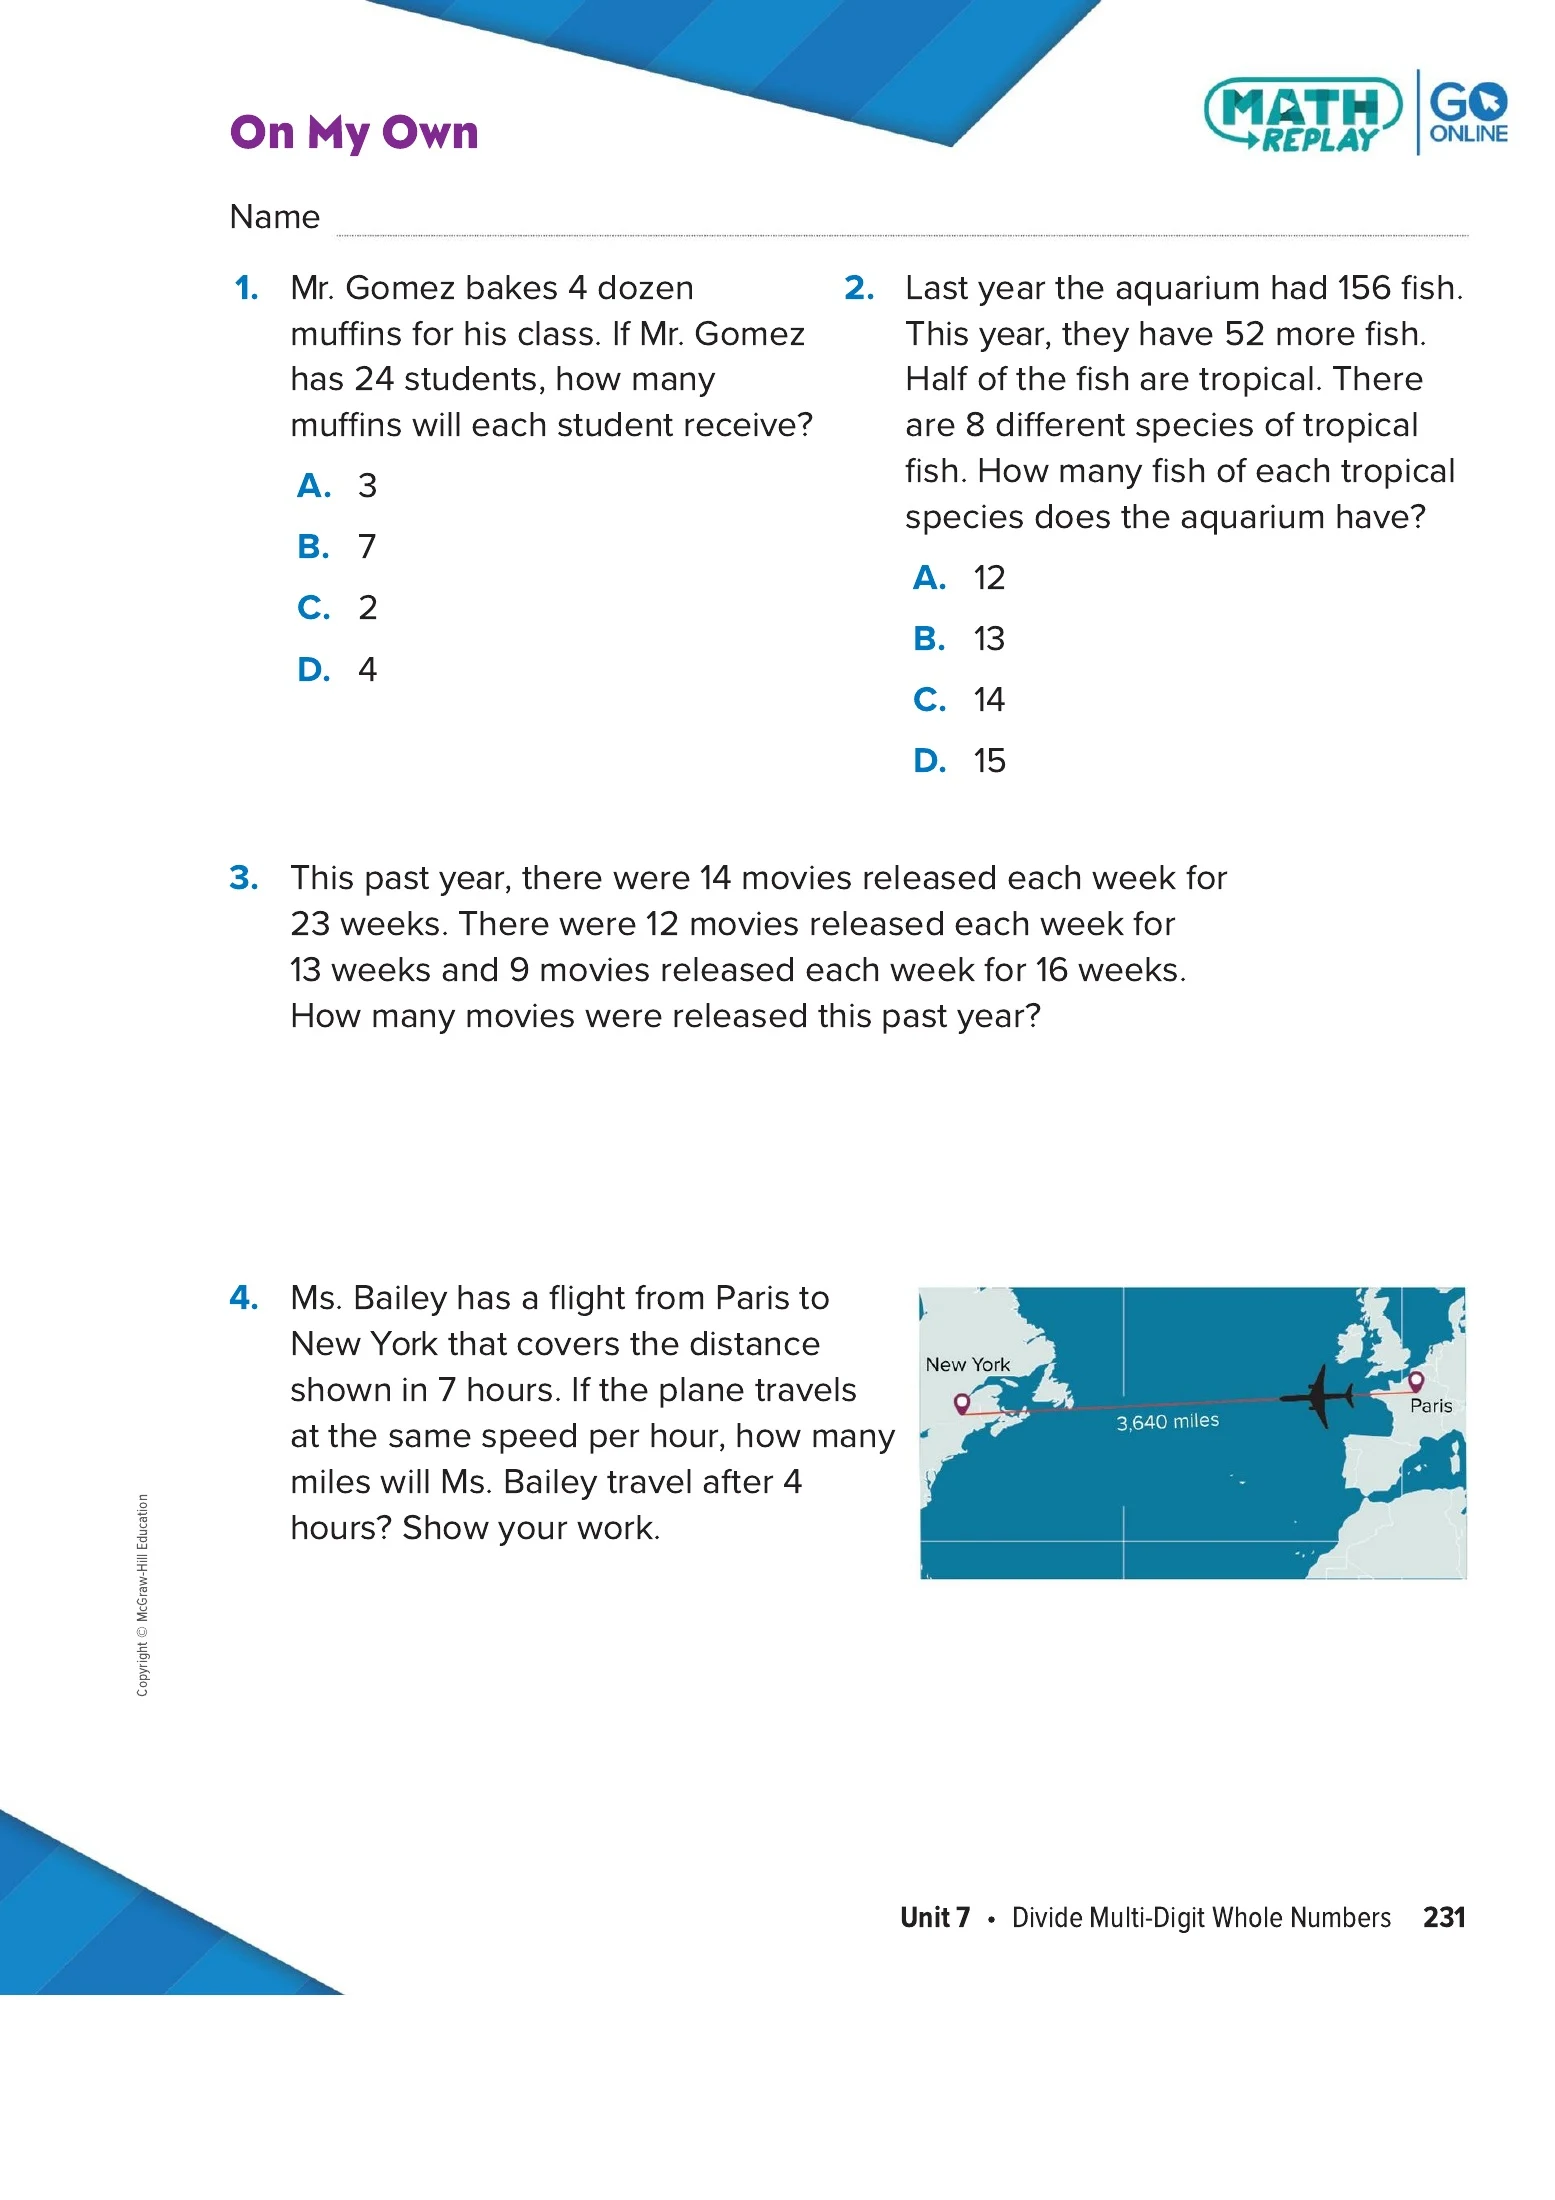 On My Own
MATH
REPLAY
GO
ONLINE
Name
1. Mr. Gomez bakes 4 dozen
muffins for his class. If Mr. Gomez
has 24 students, how many
muffins will each student receive?
A. 3
B. 7
C. 2
D. 4
2. Last year the aquarium had 156 fish.
This year, they have 52 more fish.
Half of the fish are tropical. There
are 8 different species of tropical
fish. How many fish of each tropical
species does the aquarium have?
A. 12
B. 13
C. 14
D. 15
3. This past year, there were 14 movies released each week for
23 weeks. There were 12 movies released each week for
13 weeks and 9 movies released each week for 16 weeks.
How many movies were released this past year?
4. Ms. Bailey has a flight from Paris to
New York that covers the distance
shown in 7 hours. If the plane travels
at the same speed per hour, how many
miles will Ms. Bailey travel after 4
hours? Show your work.
New York
3,640 miles
Paris
Copyright © McGraw-Hill Education
Unit 7 • Divide Multi-Digit Whole Numbers 231